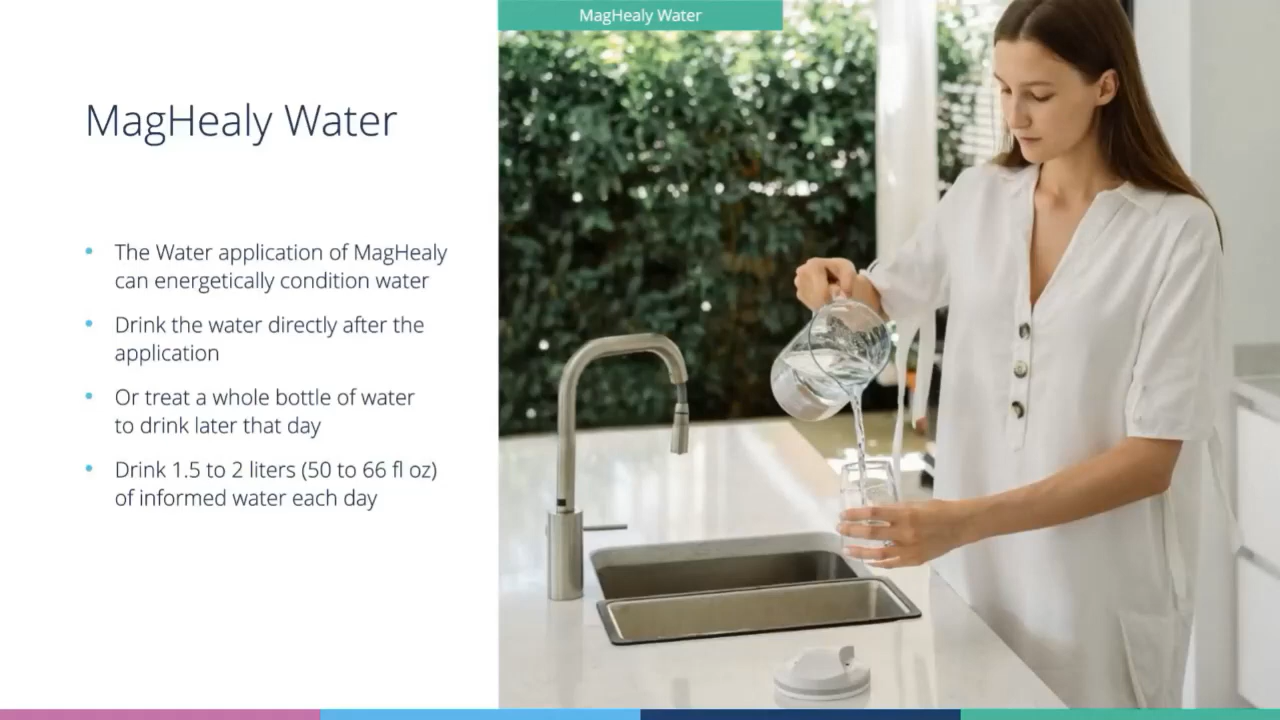 MagHealy Water
MagHealy Water
• The Water application of MagHealy
can energetically condition water
• Drink the water directly after the
application
• Or treat a whole bottle of water
to drink later that day
• Drink 1.5 to 2 liters (50 to 66 fl oz)
of informed water each day